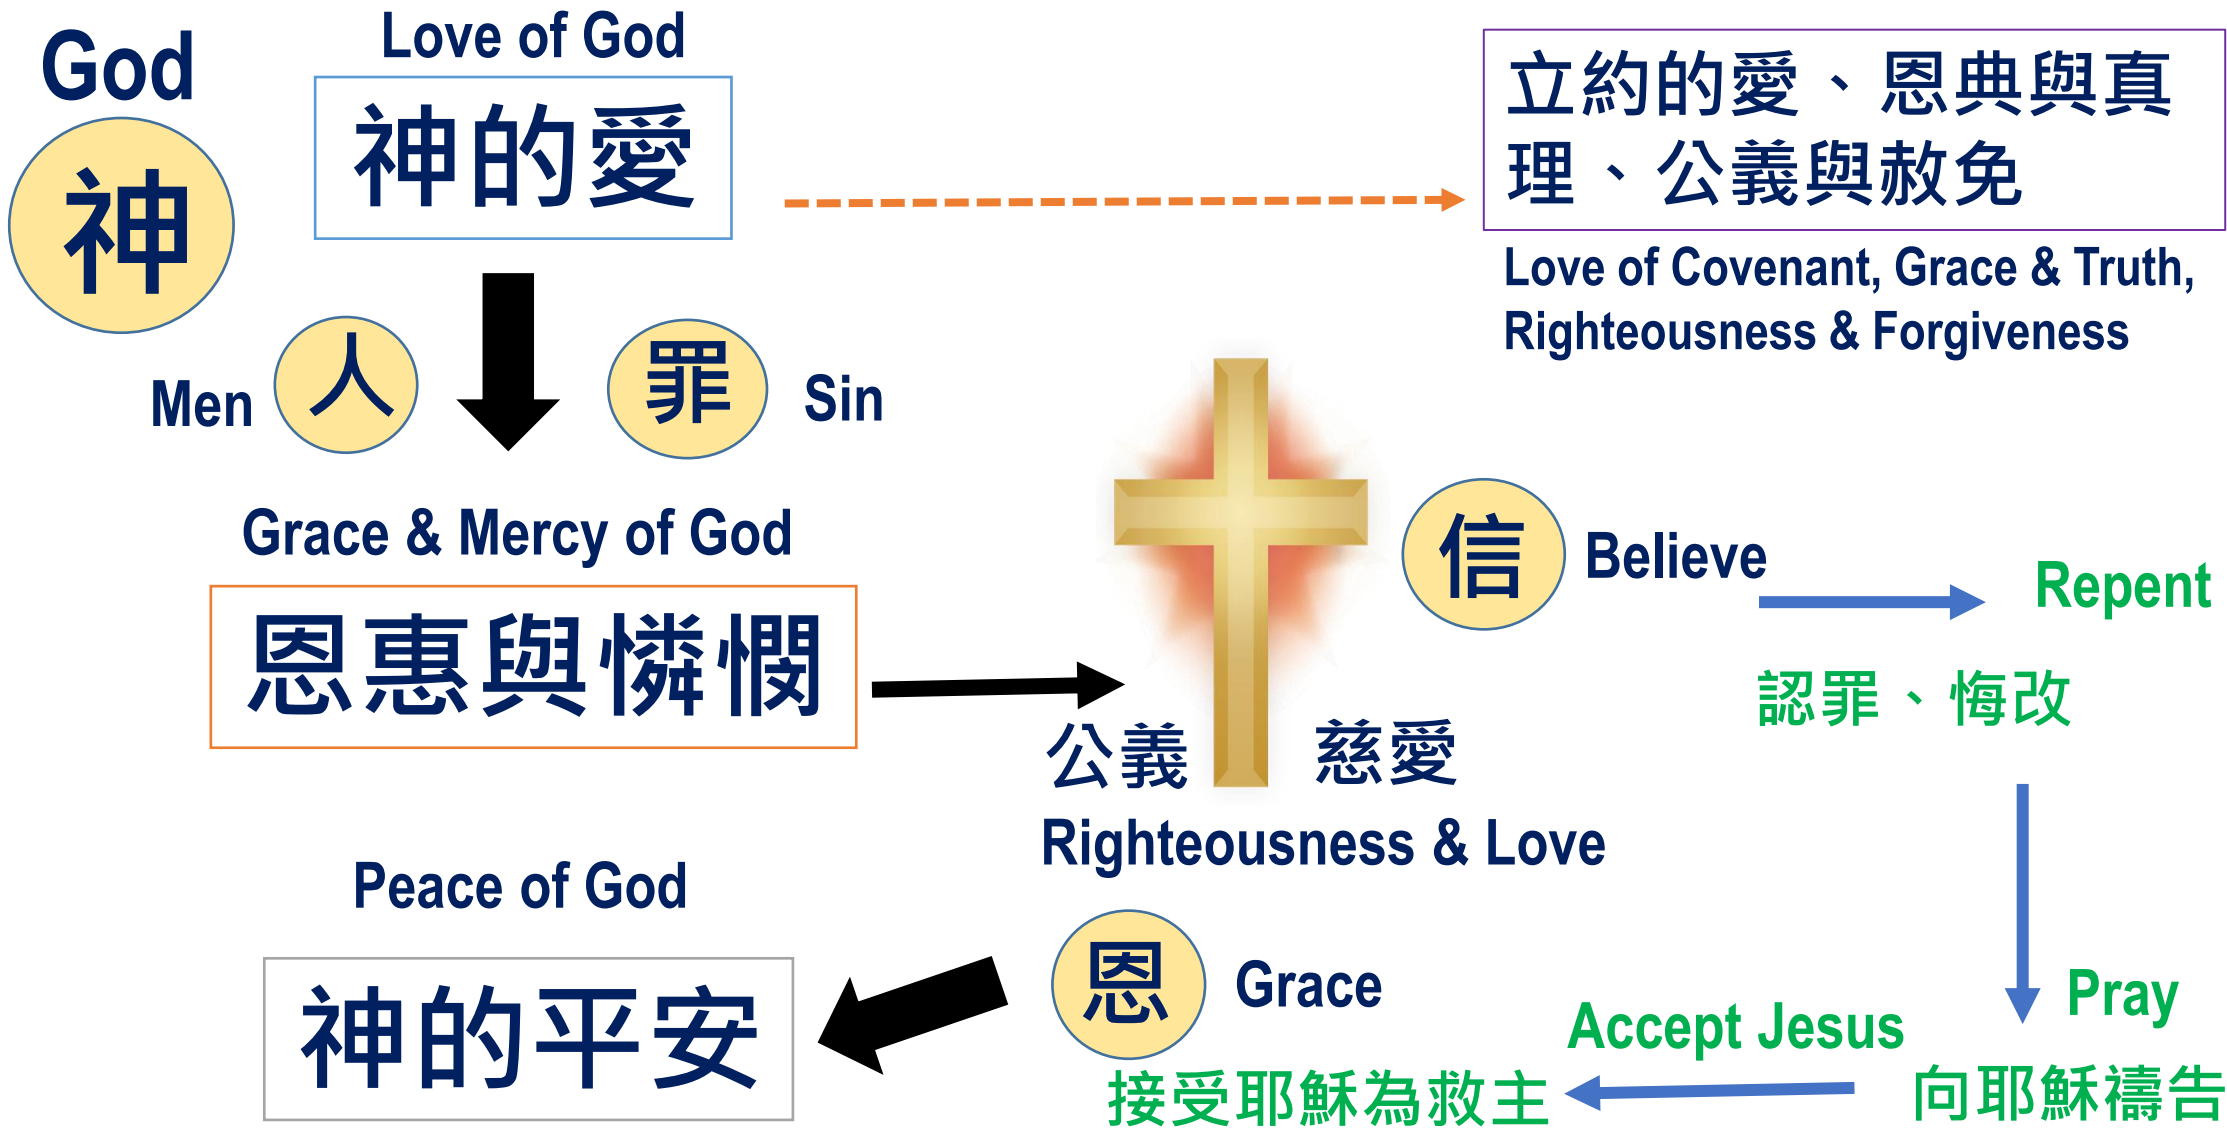 God
神
Love of God
神的愛
立約的愛、恩典與真
理、公義與赦免
Love of Covenant, Grace & Truth,
Righteousness & Forgiveness
Men
人
罪
Sin
Grace & Mercy of God
恩惠與憐憫
信
Believe
Repent
認罪、悔改
公義
慈愛
Righteousness & Love
Peace of God
神的平安
恩
Grace
Accept Jesus
接受耶穌為救主
Pray
向耶穌禱告